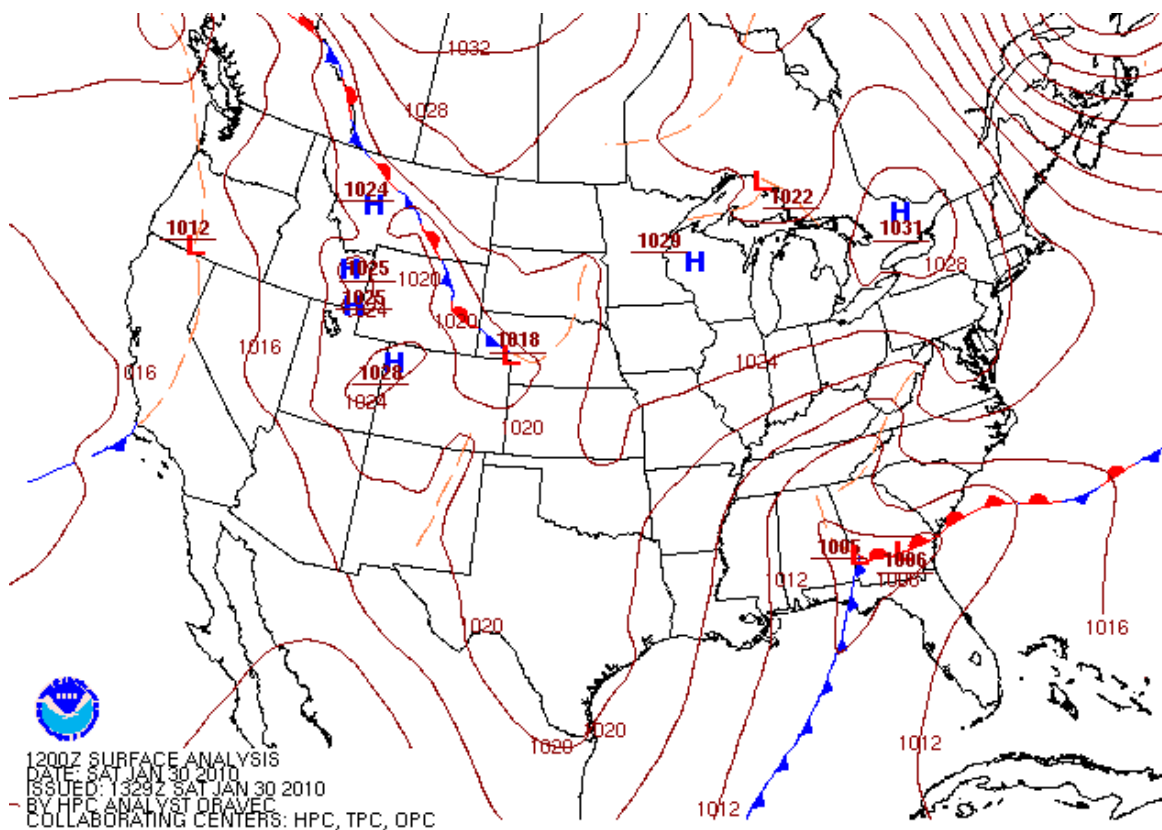 1032
1028
1024
H
1012
L
L
1022
H
1031
1029
H
1028
H
1025
1020
1025
H
1024
1020
1018
L
1016
1016
H
1028
1024
1024
1020
1005
L
L
1006
1008
1012
1016
1020
1020
1020
1012
1012
1200Z SURFACE ANALYSIS
DATE: SAT JAN 30 2010
ISSUED: 1329Z SAT JAN 30 2010
BY HPC ANALYST ORAVEC
COLLABORATING CENTERS: HPC, TPC, OPC